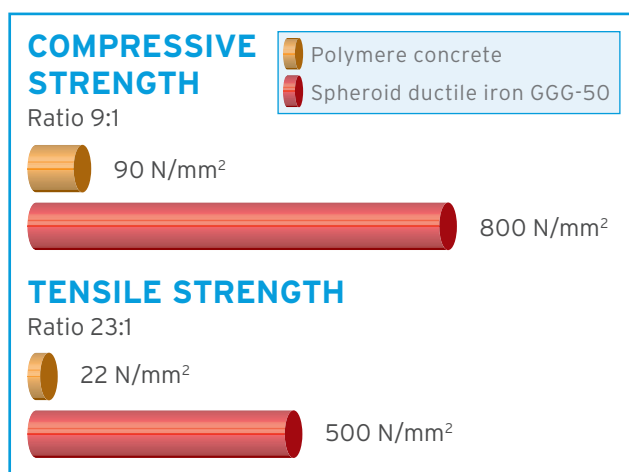 COMPRESSIVE
STRENGTH
Ratio 9:1
Polymere concrete
Spheroid ductile iron GGG-50
90 N/mm²
800 N/mm²
TENSILE STRENGTH
Ratio 23:1
22 N/mm²
500 N/mm²